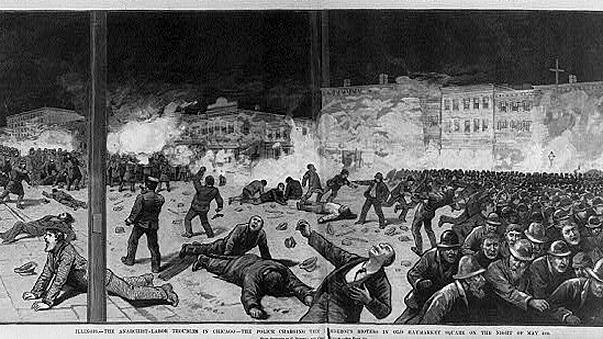 ILLINOIS.—THE ANARCHIST-LABOR TROUBLES IN CHICAGO—THE POLICE CHARGING THE MURDEROUS RIOTERS IN OLD HAYMARKET SQUARE ON THE NIGHT OF MAY 4TH.